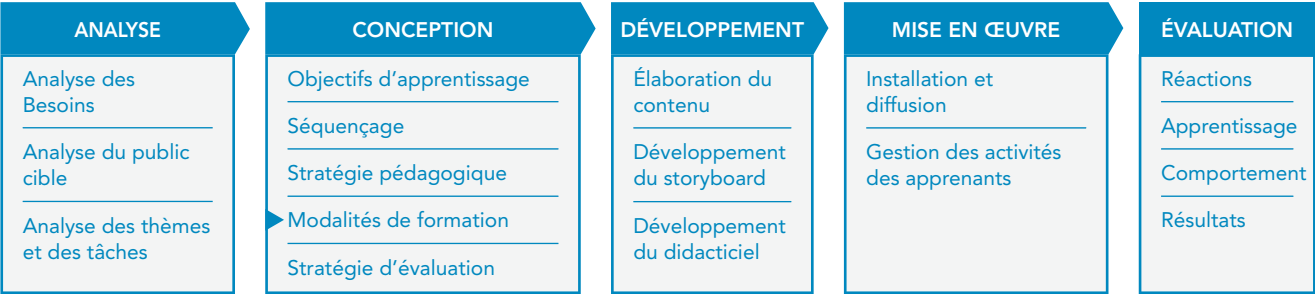 ANALYSE
Analyse des
Besoins
Analyse du public
cible
Analyse des thèmes
et des tâches
CONCEPTION
Objectifs d’apprentissage
Séquençage
Stratégie pédagogique
Modalités de formation
Stratégie d’évaluation
DÉVELOPPEMENT
Élaboration du
contenu
Développement
du storyboard
Développement
du didacticiel
MISE EN ŒUVRE
Installation et
diffusion
Gestion des activités
des apprenants
ÉVALUATION
Réactions
Apprentissage
Comportement
Résultats